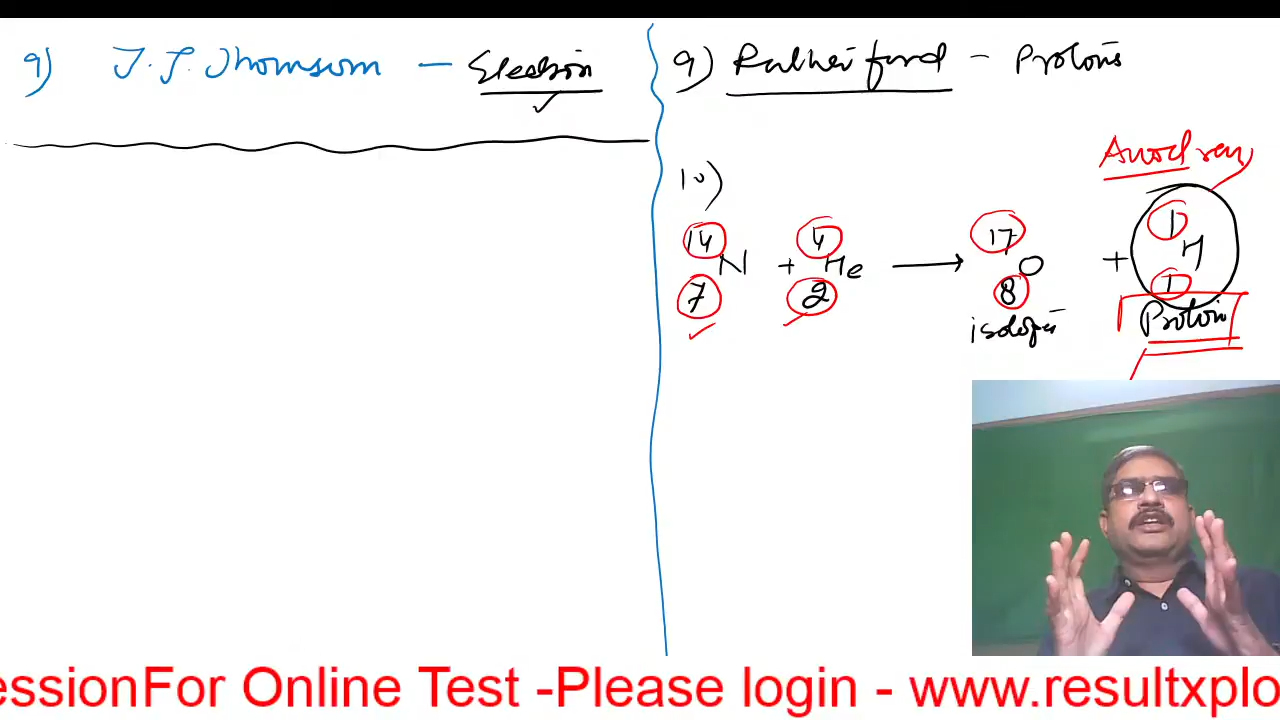 9) J.J. Thomson – Electron
9) Rutherford – Protons
10)
Anode ray
14 7 N + 4 2 He → 17 8 O + 1 1 H
isotope Proton
essionFor Online Test -Please login - www.resultxplo